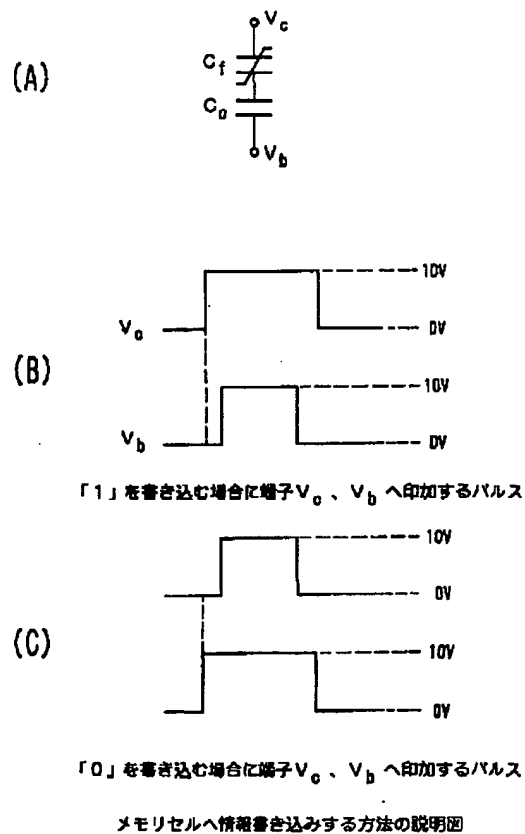 (A)
V_c
C_f
C_o
V_b
(B)
10V
V_c
0V
10V
V_b
0V
「1」を書き込む場合に端子V_c、V_bへ印加するパルス
(C)
10V
0V
10V
0V
「0」を書き込む場合に端子V_c、V_bへ印加するパルス
メモリセルへ情報書き込みする方法の説明図